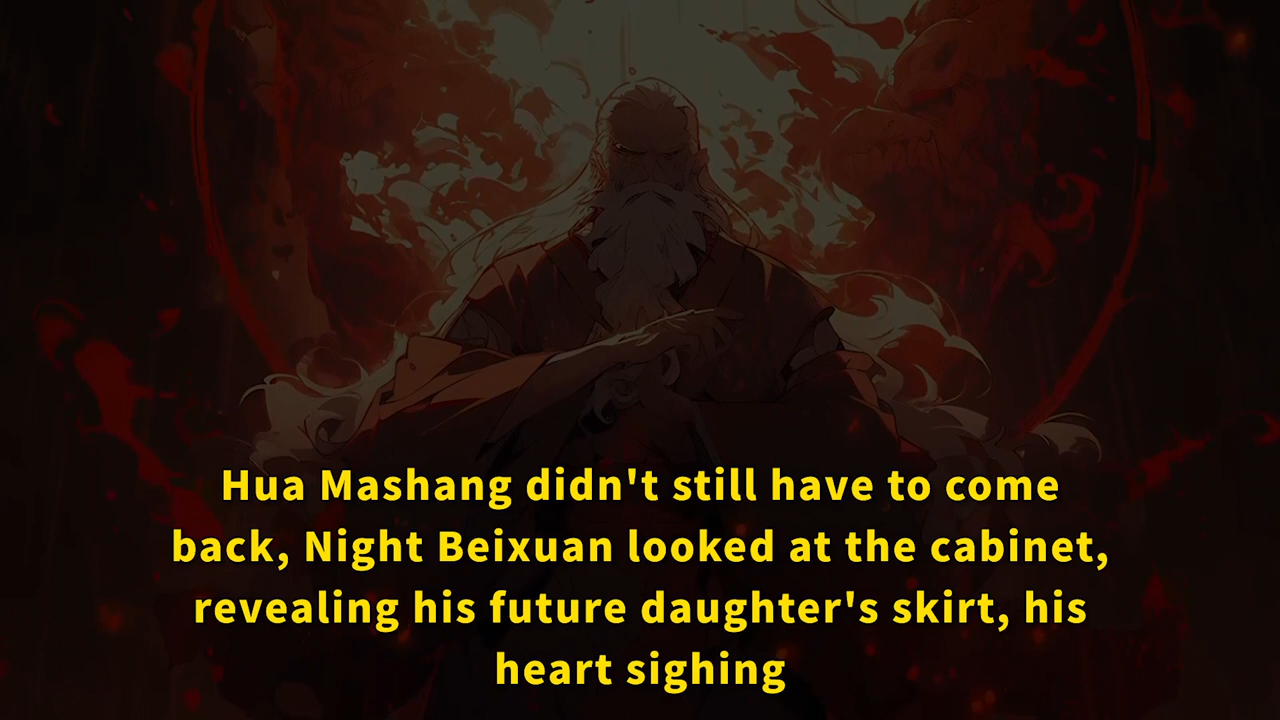 Hua Mashang didn't still have to come
back, Night Beixuan looked at the cabinet,
revealing his future daughter's skirt, his
heart sighing